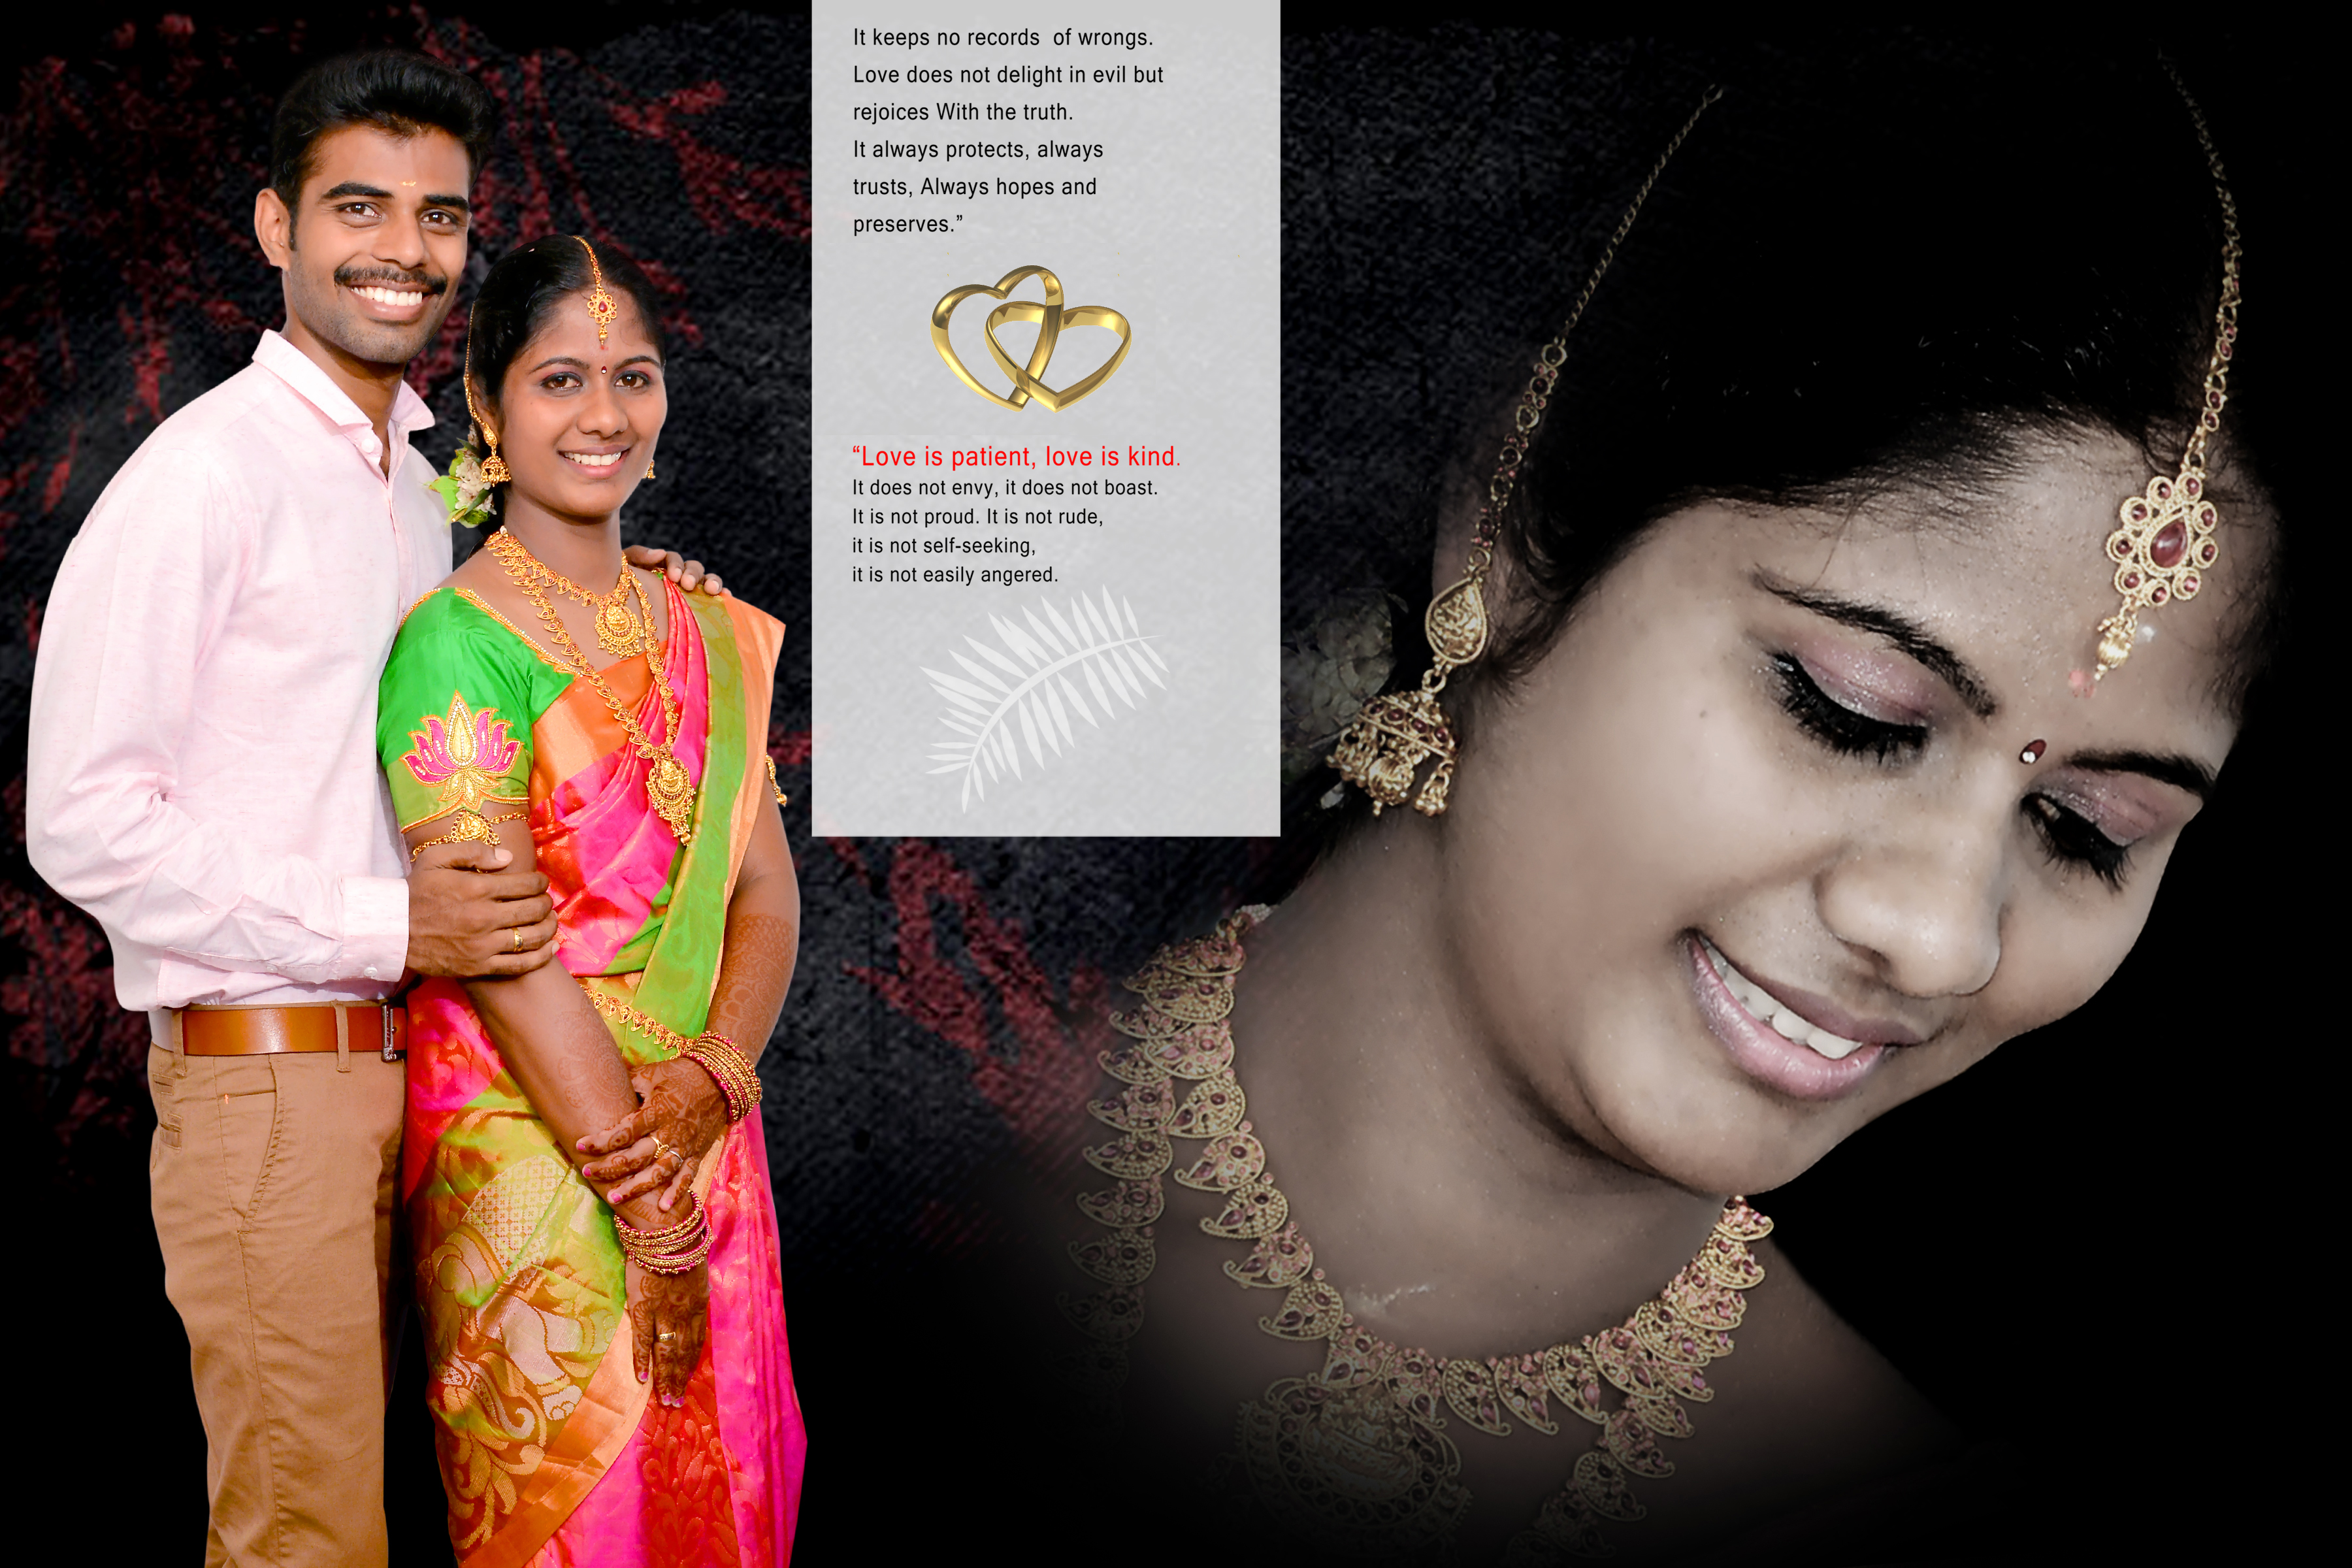 It keeps no records of wrongs.
Love does not delight in evil but
rejoices With the truth.
It always protects, always
trusts, Always hopes and
preserves.”
“Love is patient, love is kind.
It does not envy, it does not boast.
It is not proud. It is not rude,
it is not self-seeking,
it is not easily angered.